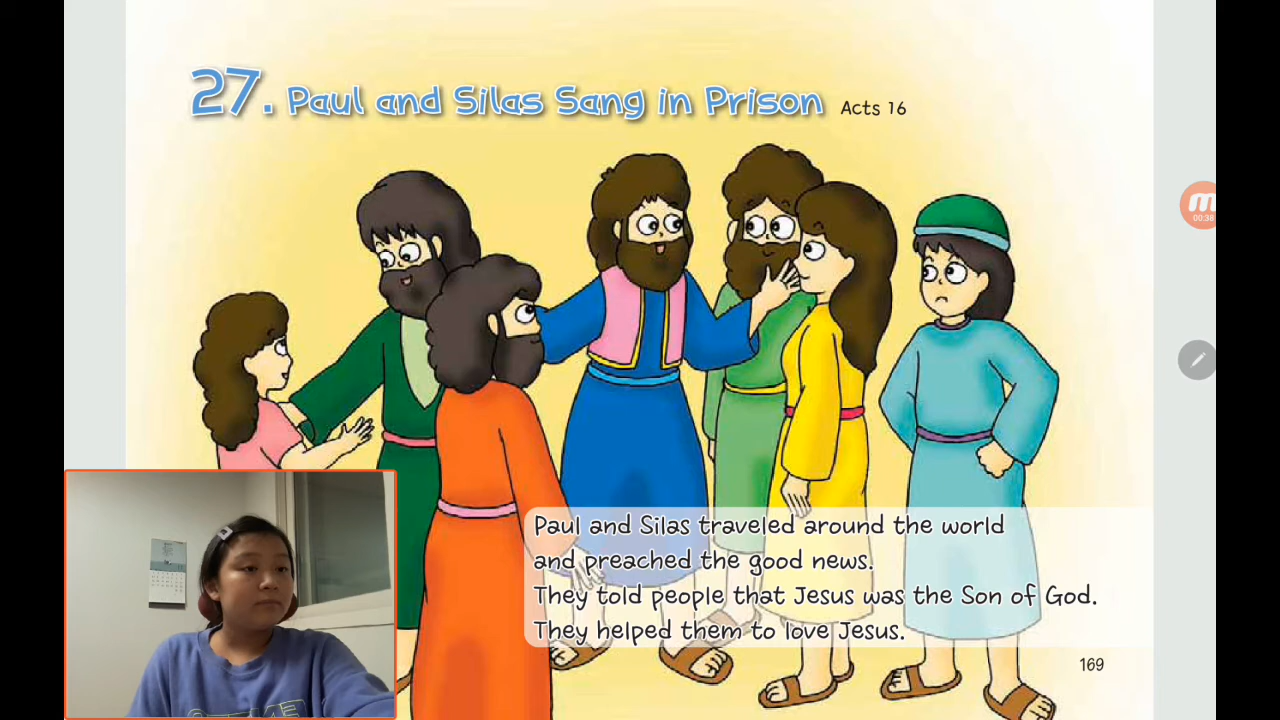 27. Paul and Silas Sang in Prison Acts 16
00:38
Paul and Silas traveled around the world
and preached the good news.
They told people that Jesus was the Son of God.
They helped them to love Jesus.
169